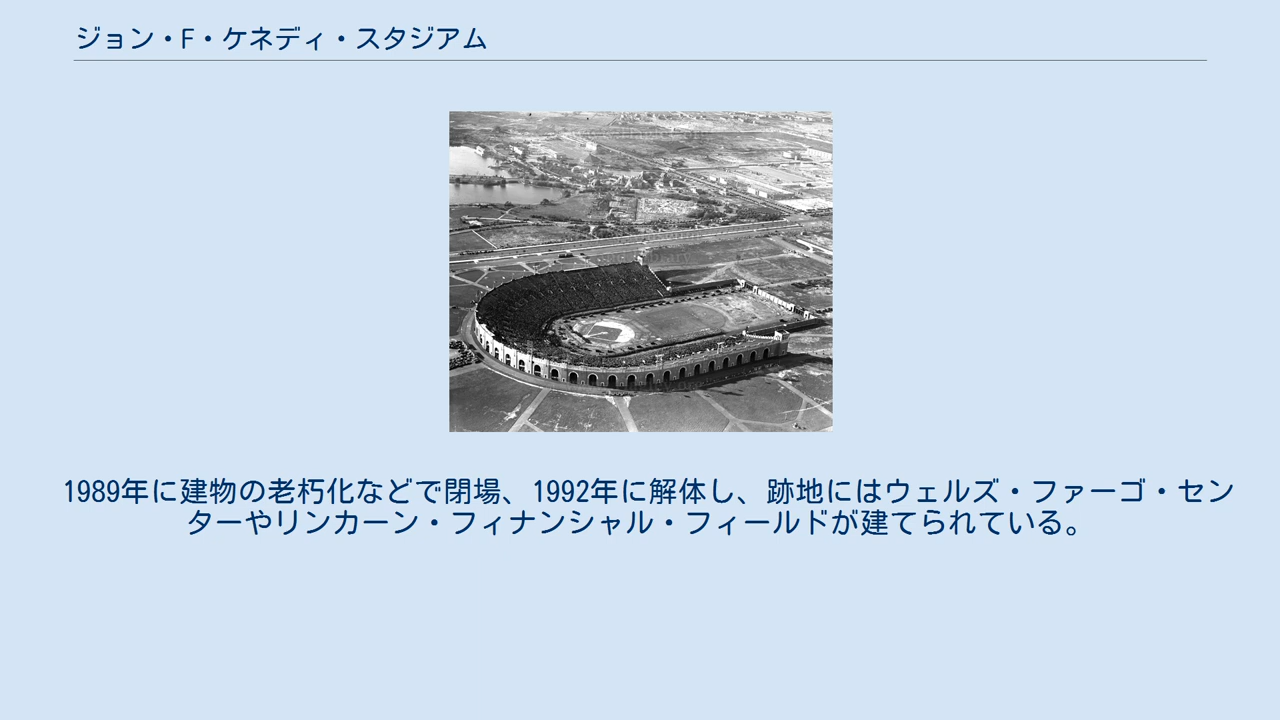 ジョン・F・ケネディ・スタジアム
1989年に建物の老朽化などで閉場、1992年に解体し、跡地にはウェルズ・ファーゴ・セン
ターやリンカーン・フィナンシャル・フィールドが建てられている。